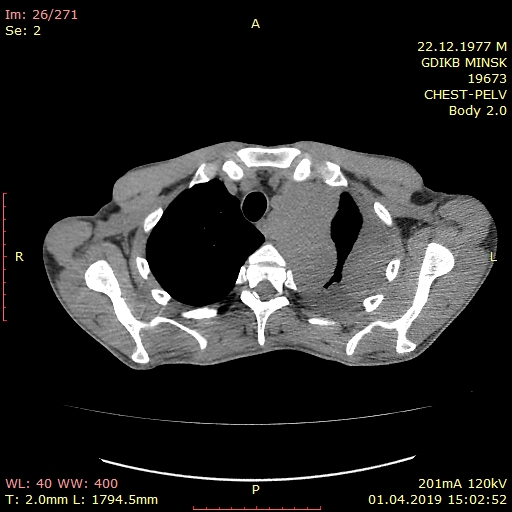 Im: 26/271
Se: 2
A
22.12.1977 M
GDIKB MINSK
19673
CHEST-PELV
Body 2.0
R
L
WL: 40 WW: 400
T: 2.0mm L: 1794.5mm
P
201mA 120kV
01.04.2019 15:02:52